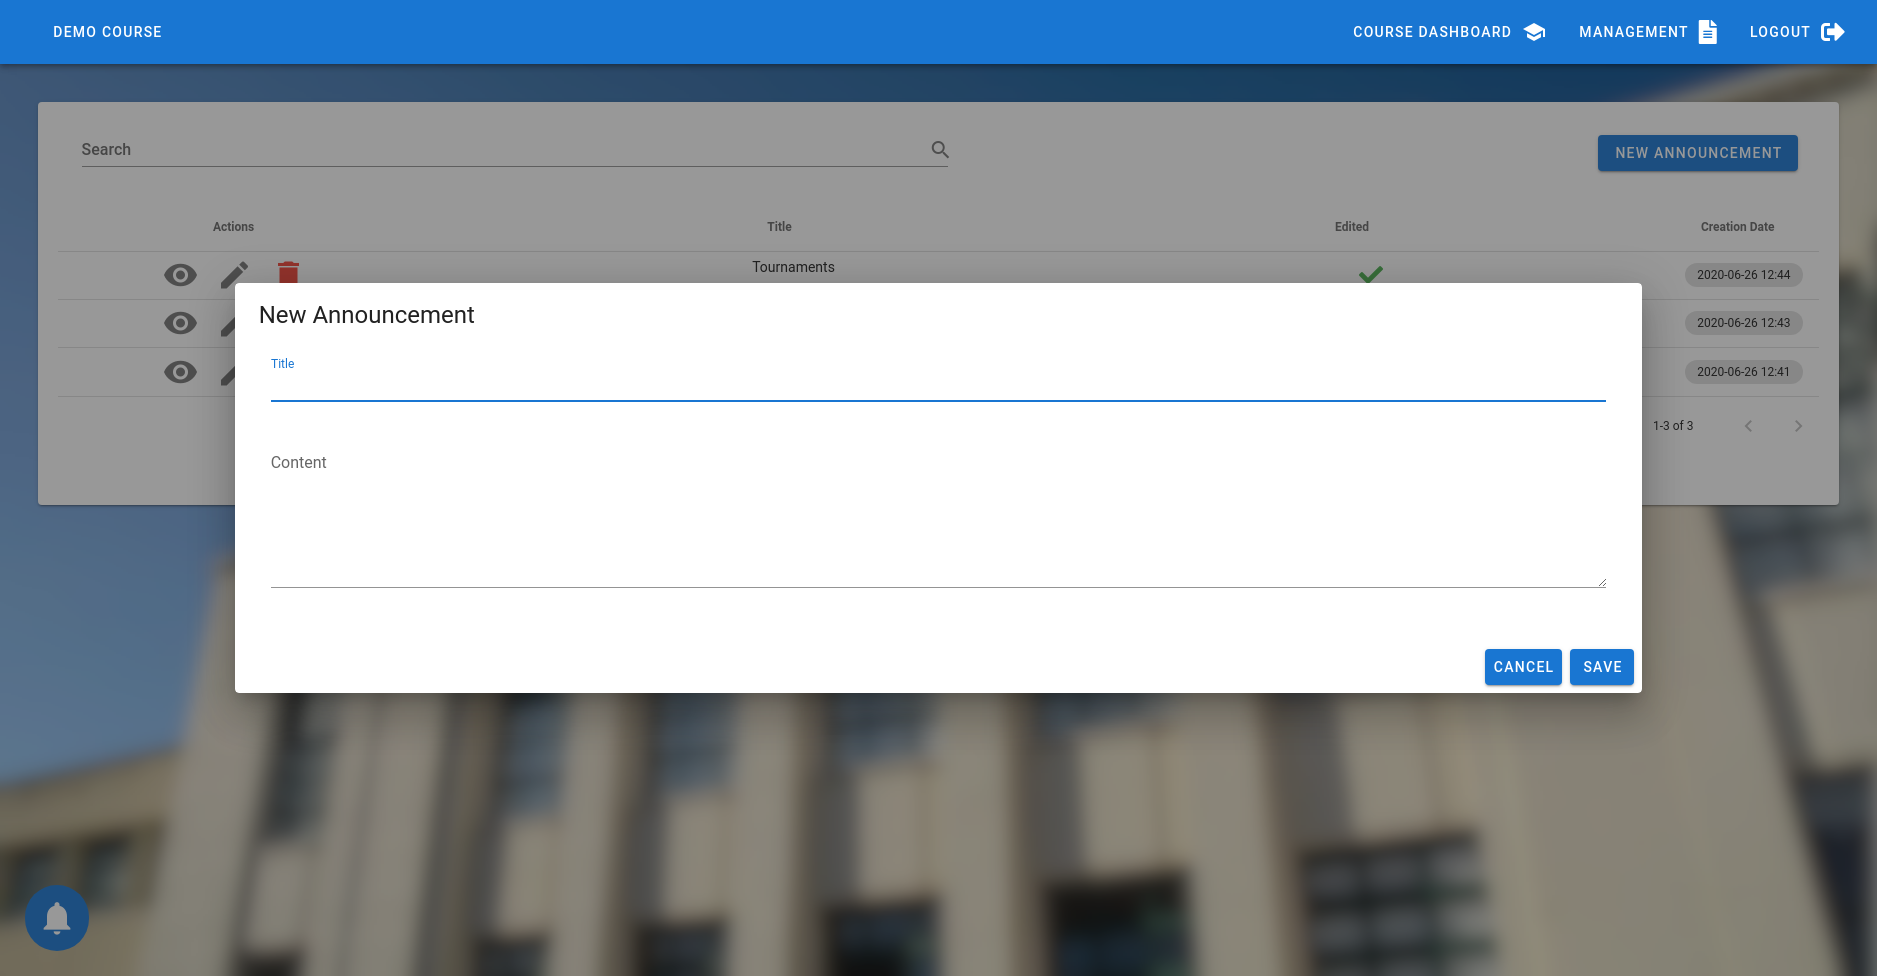 DEMO COURSE
COURSE DASHBOARD
MANAGEMENT
LOGOUT
Search
NEW ANNOUNCEMENT
Actions Title Edited Creation Date
Tournaments 2020-06-26 12:44
2020-06-26 12:43
2020-06-26 12:41
1-3 of 3
New Announcement
Title
Content
CANCEL SAVE